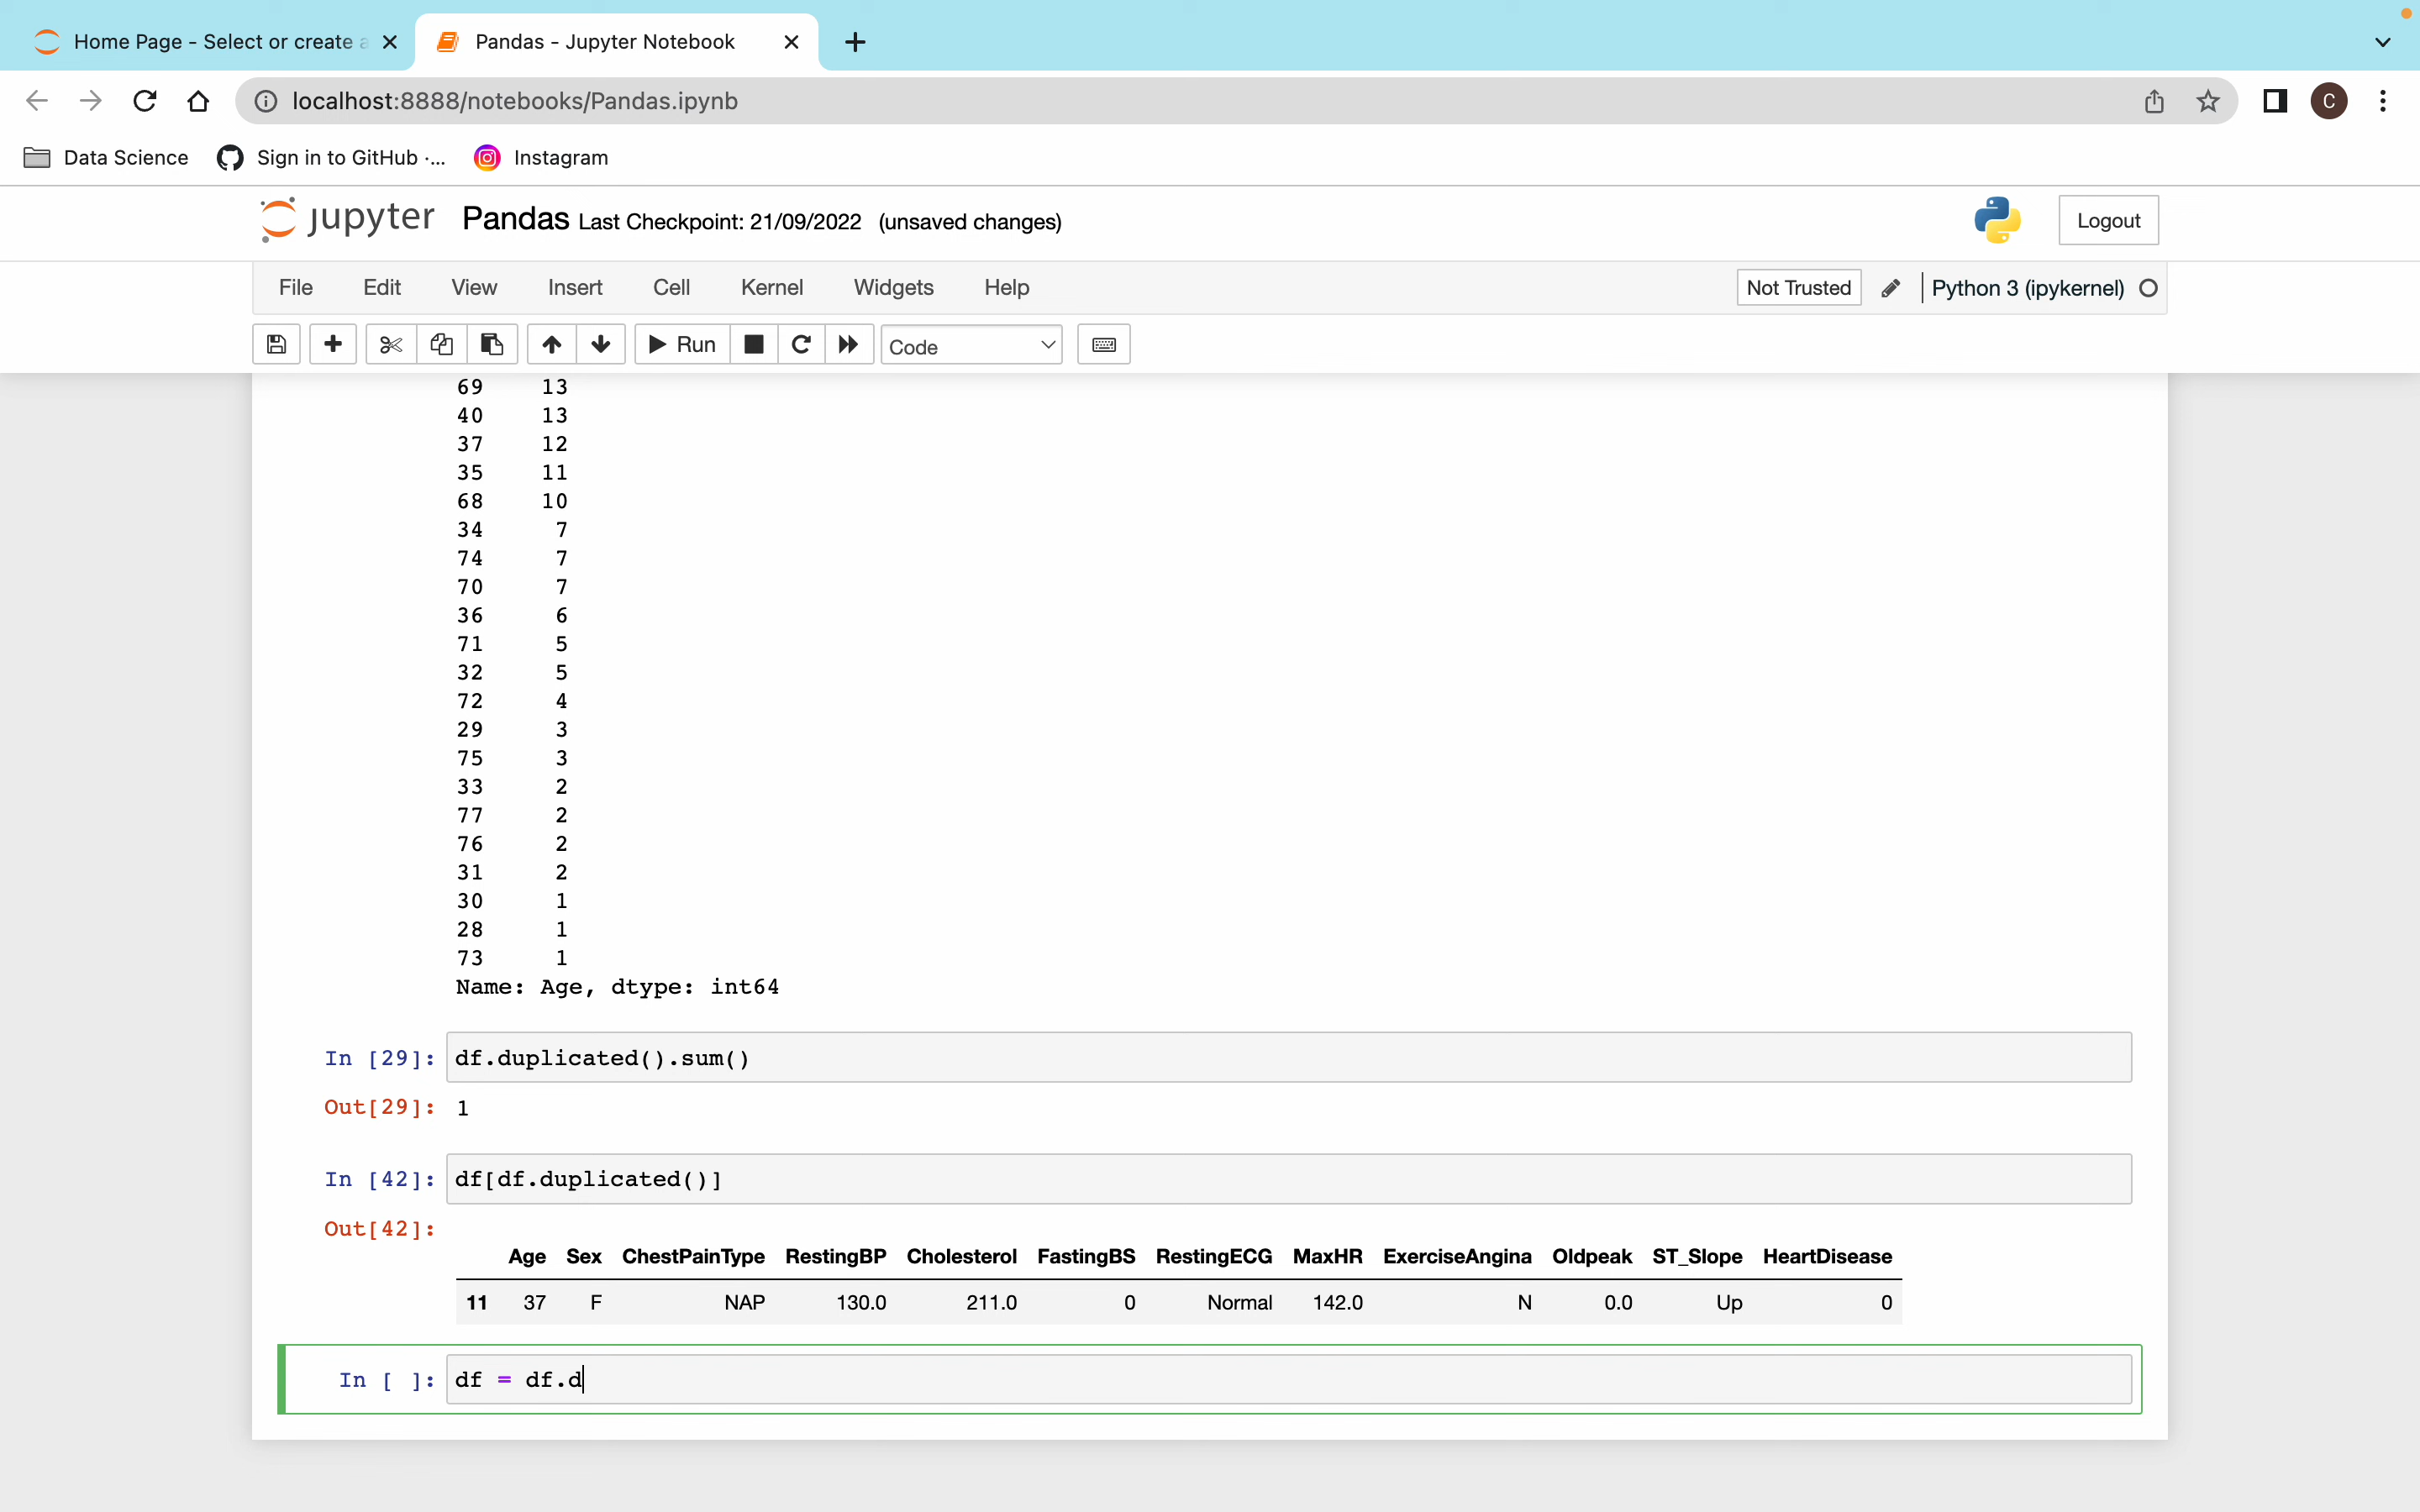 Home Page - Select or create a
Pandas - Jupyter Notebook
localhost:8888/notebooks/Pandas.ipynb
C
Data Science
Sign in to GitHub ·...
Instagram
jupyter Pandas Last Checkpoint: 21/09/2022 (unsaved changes)
Logout
File Edit View Insert Cell Kernel Widgets Help
Not Trusted
Python 3 (ipykernel)
Run
Code
69 13
40 13
37 12
35 11
68 10
34 7
74 7
70 7
36 6
71 5
32 5
72 4
29 3
75 3
33 2
77 2
76 2
31 2
30 1
28 1
73 1
Name: Age, dtype: int64
In [29]: df.duplicated().sum()
Out[29]: 1
In [42]: df[df.duplicated()]
Out[42]:
Age Sex ChestPainType RestingBP Cholesterol FastingBS RestingECG MaxHR ExerciseAngina Oldpeak ST_Slope HeartDisease
11 37 F NAP 130.0 211.0 0 Normal 142.0 N 0.0 Up 0
In [ ]: df = df.d